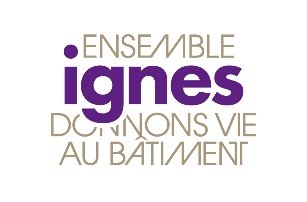 ENSEMBLE
ignes
DONNONS VIE
AU BÂTIMENT